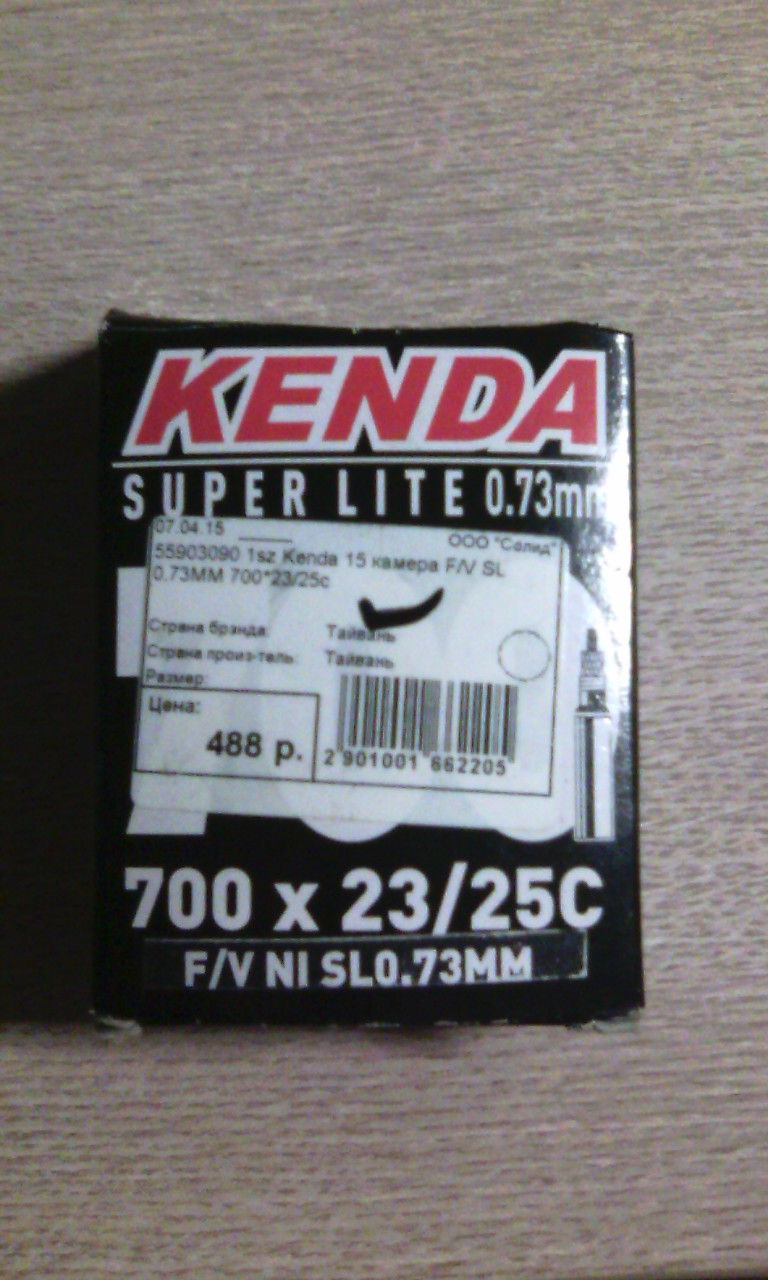 KENDA
SUPER LITE 0.73mm
07.04.15
ООО "Солид"
55903090 1sz Kenda 15 камера F/V SL
0.73MM 700*23/25c
Страна брэнда: Тайвань
Страна произ-тель: Тайвань
Размер:
Цена:
488 р.
2 901001 662205
700 x 23/25C
F/V NI SL0.73MM